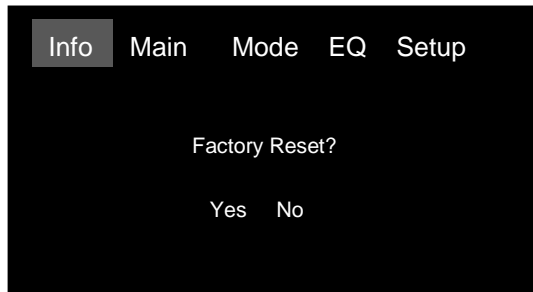 Info Main Mode EQ Setup
Factory Reset?
Yes No